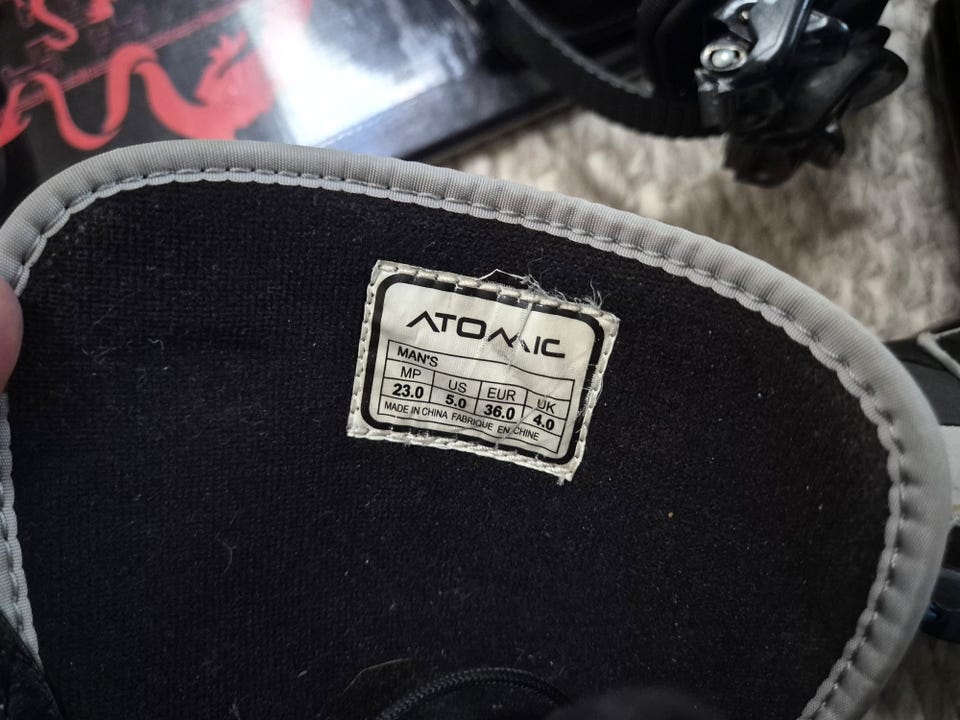 ATOMIC
MAN'S
MP US EUR UK
23.0 5.0 36.0 4.0
MADE IN CHINA FABRIQUE EN CHINE